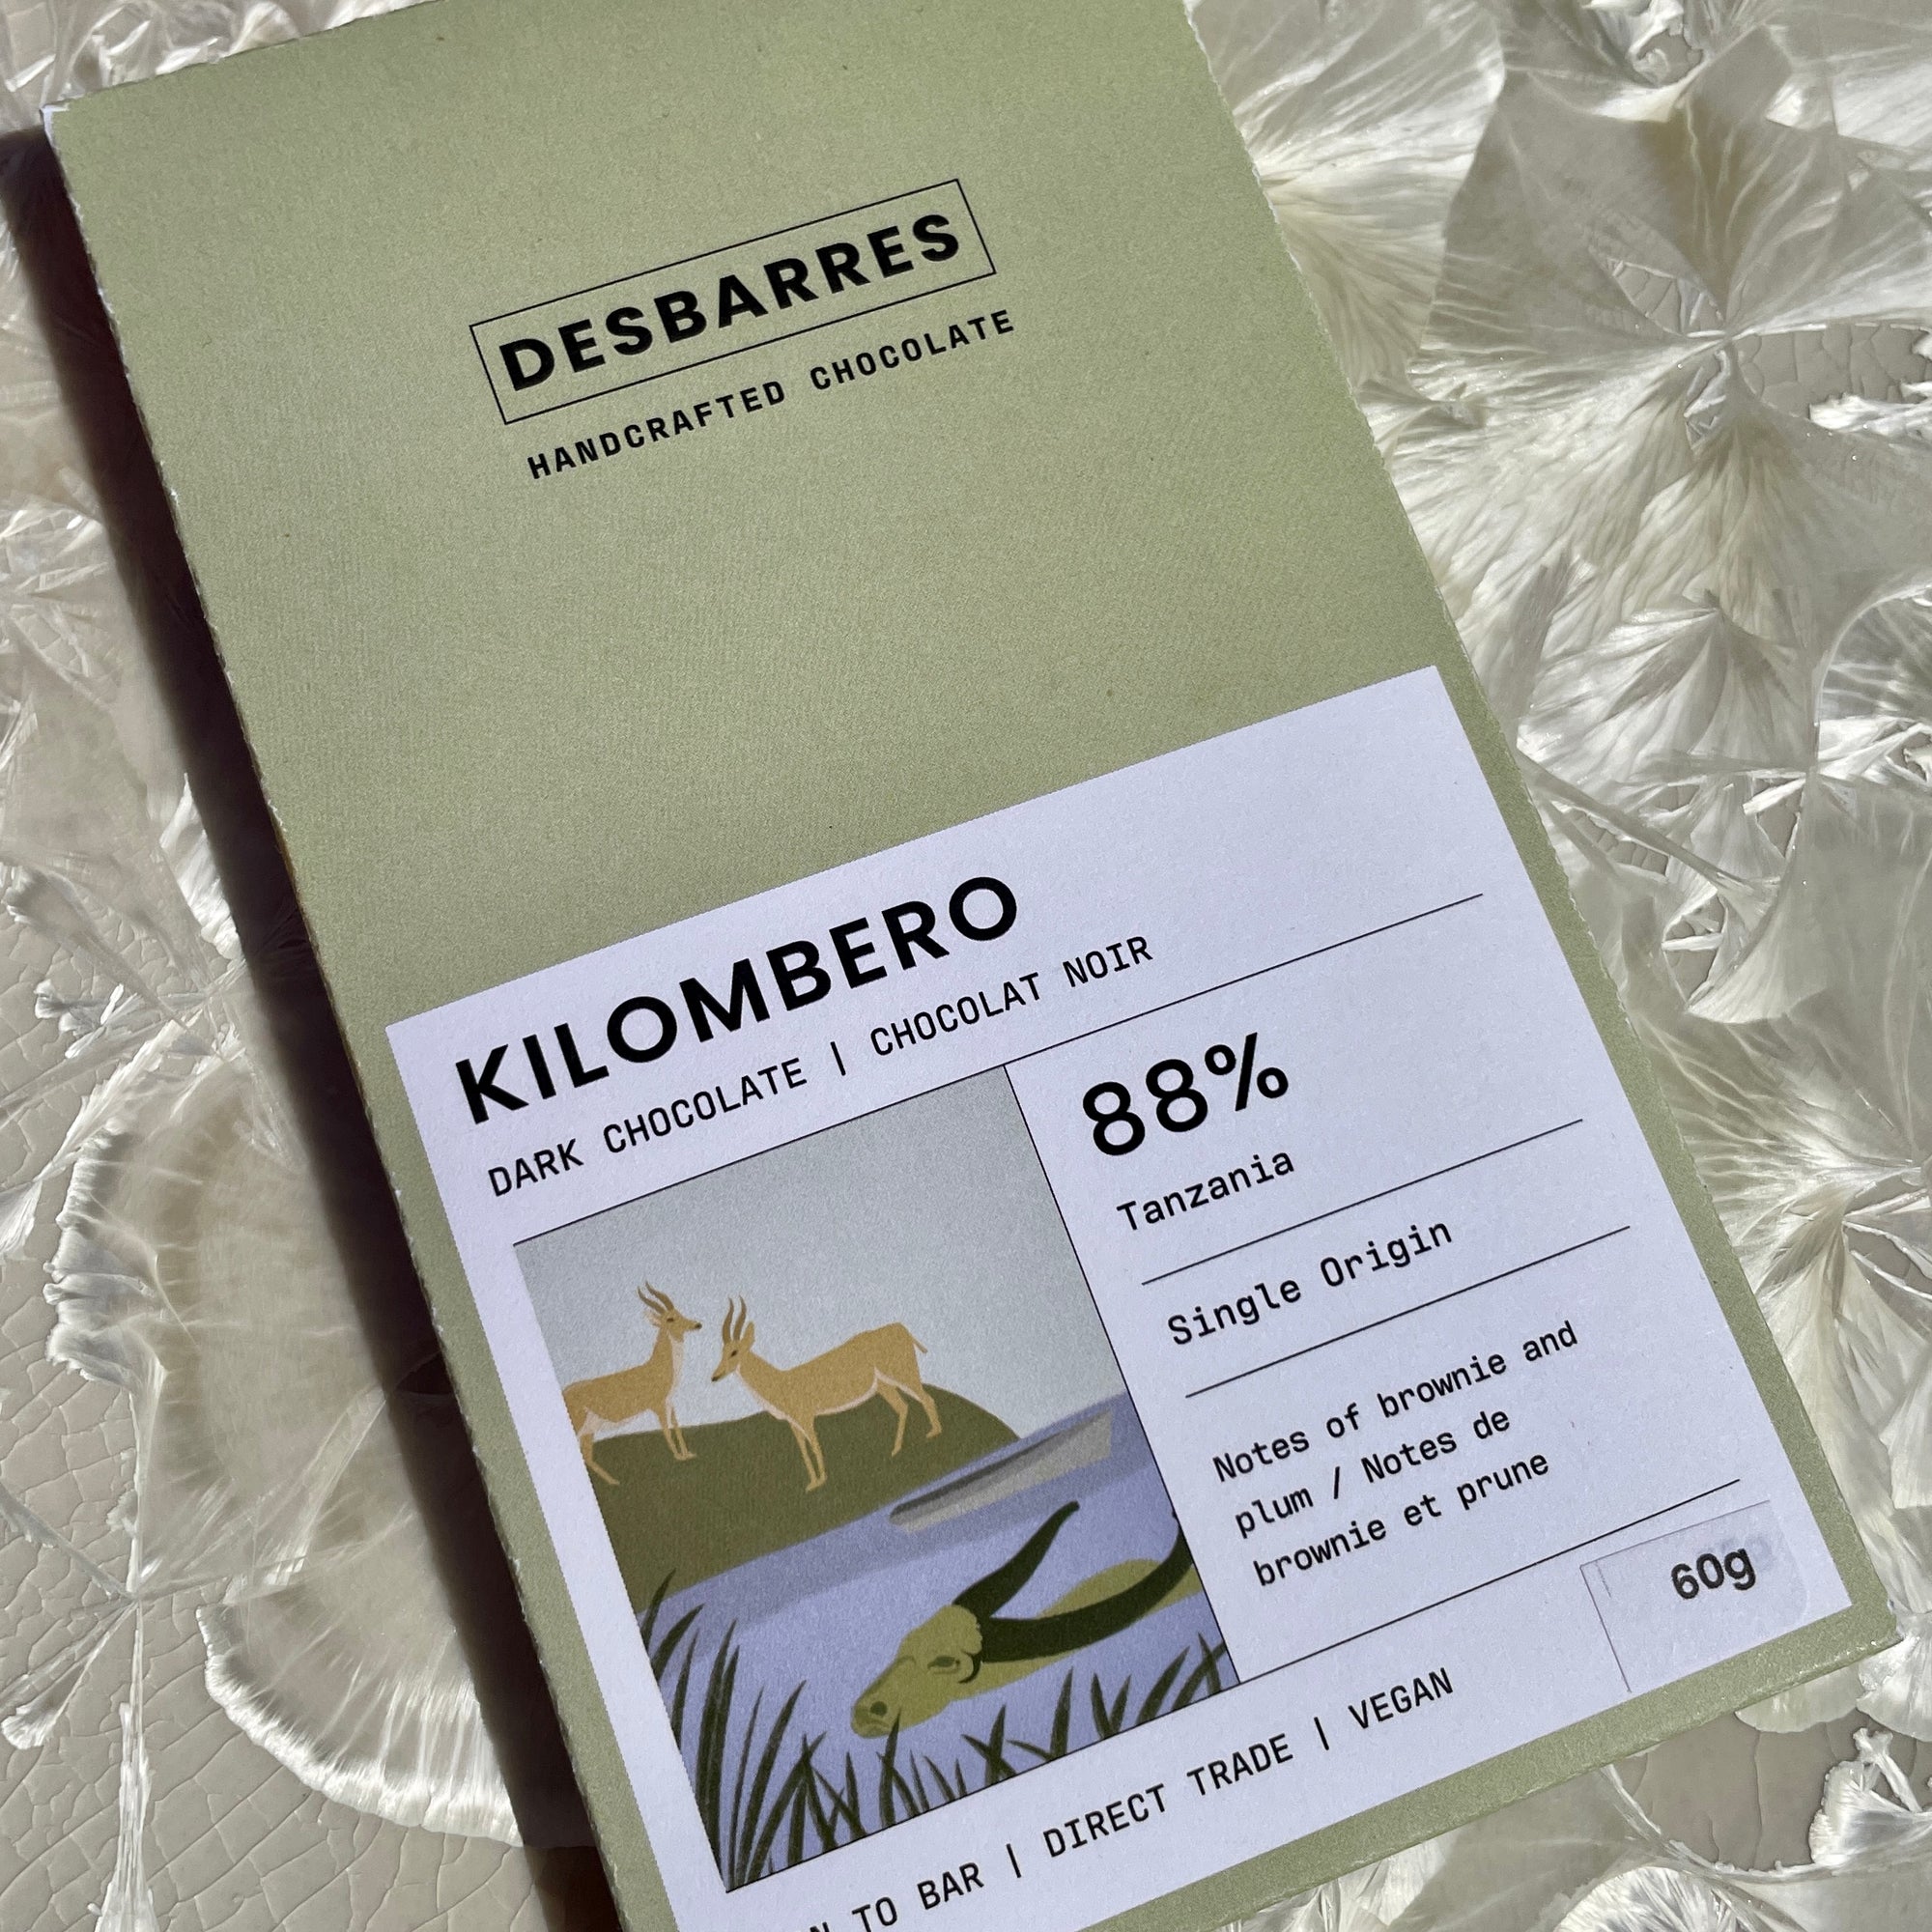 DESBARRES
HANDCRAFTED CHOCOLATE
KILOMBERO
DARK CHOCOLATE | CHOCOLAT NOIR
88%
Tanzania
Single Origin
Notes of brownie and
plum / Notes de
brownie et prune
60g
TO BAR | DIRECT TRADE | VEGAN